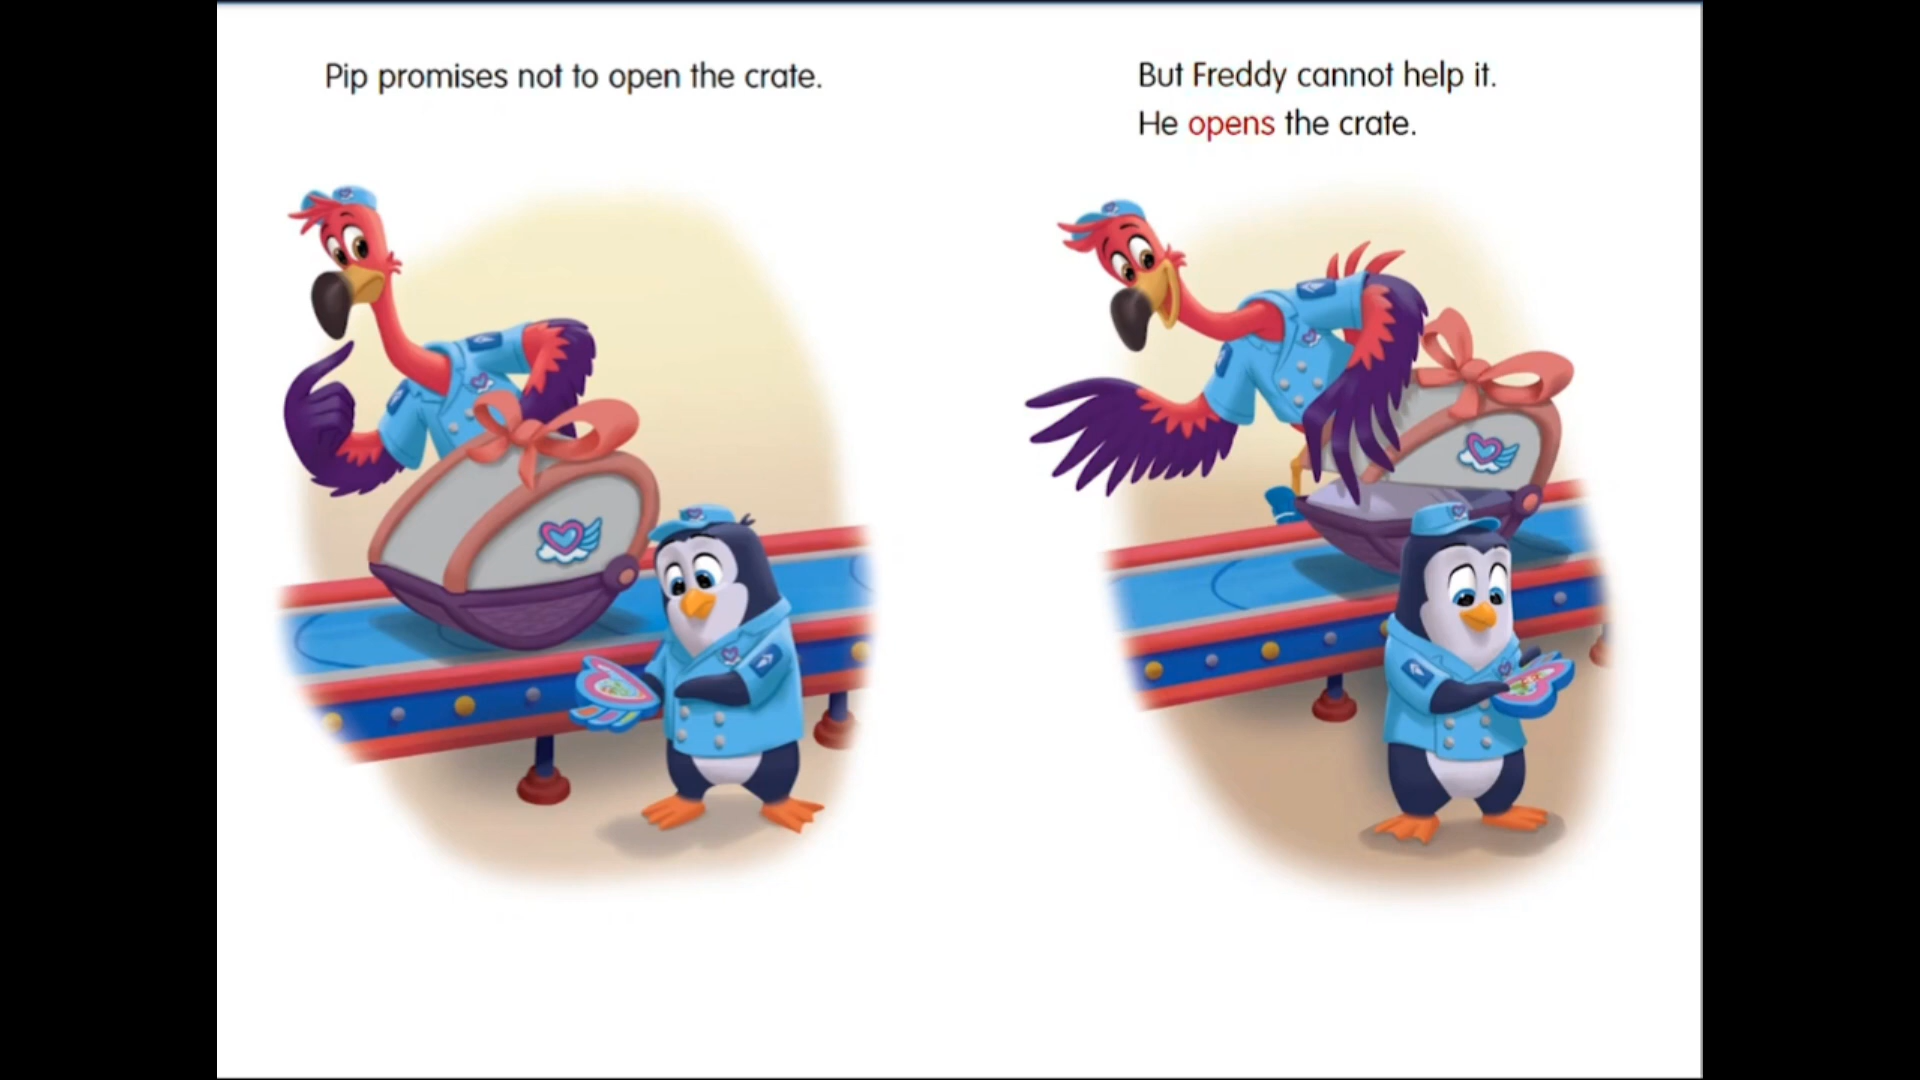 Pip promises not to open the crate.
But Freddy cannot help it.
He opens the crate.